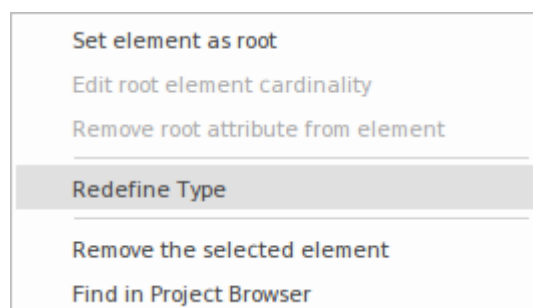 Set element as root
Edit root element cardinality
Remove root attribute from element
Redefine Type
Remove the selected element
Find in Project Browser